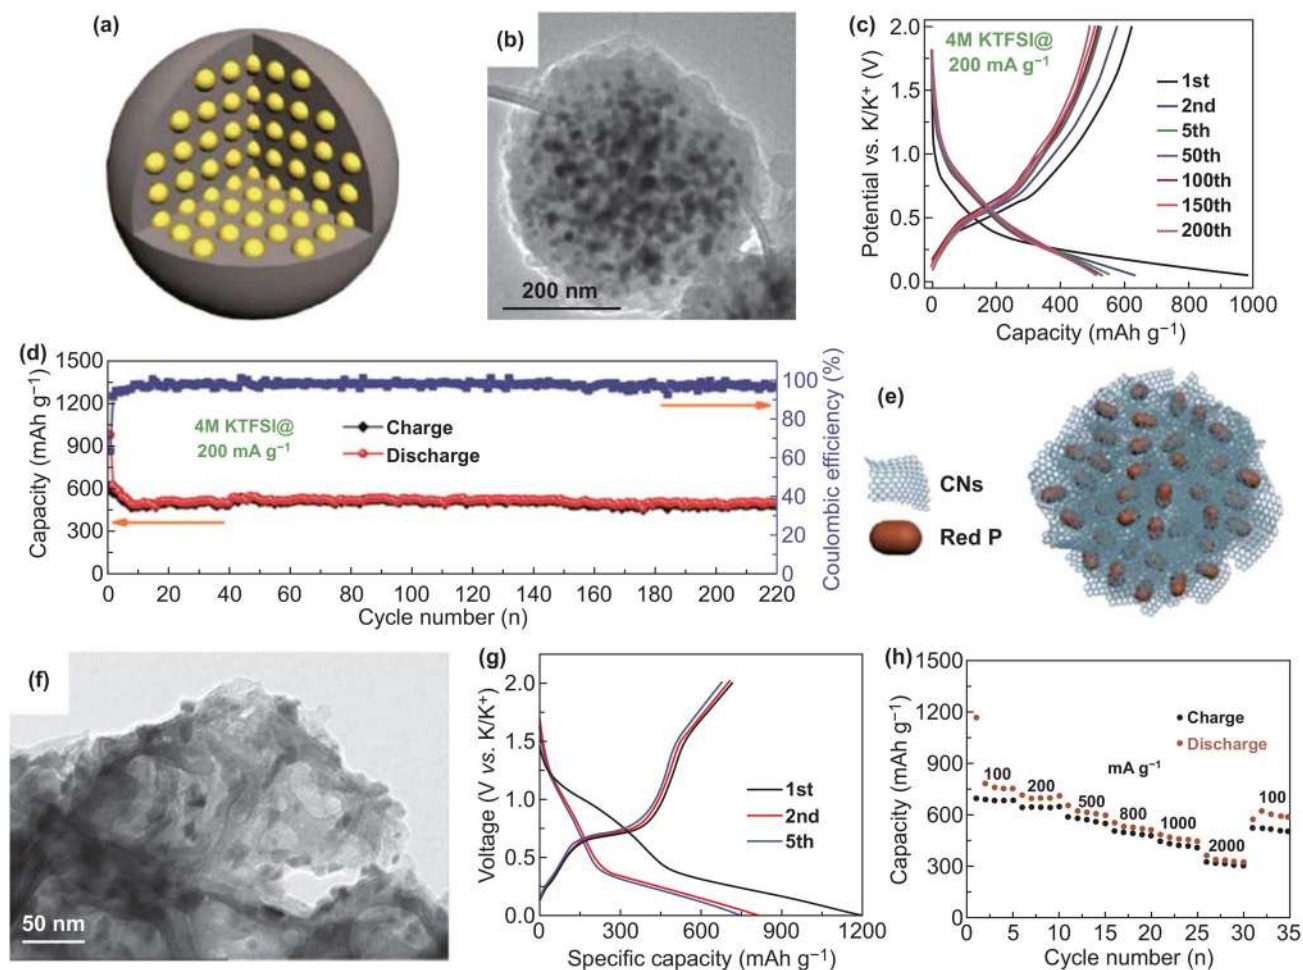 (a)
(b)
200 nm
(c)
4M KTFSI@
200 mA g⁻¹
1st
2nd
5th
50th
100th
150th
200th
2.0
1.5
1.0
0.5
0.0
Potential vs. K/K⁺ (V)
0 200 400 600 800 1000
Capacity (mAh g⁻¹)
(d)
1500
1200
900
600
300
0
Capacity (mAh g⁻¹)
4M KTFSI@
200 mA g⁻¹
Charge
Discharge
100
80
60
40
20
0
Coulombic efficiency (%)
0 20 40 60 80 100 120 140 160 180 200 220
Cycle number (n)
(e)
CNs
Red P
(f)
50 nm
(g)
2.0
1.5
1.0
0.5
0.0
Voltage (V vs. K/K⁺)
1st
2nd
5th
0 300 600 900 1200
Specific capacity (mAh g⁻¹)
(h)
1500
1200
900
600
300
0
Capacity (mAh g⁻¹)
Charge
Discharge
mA g⁻¹
100
200
500
800
1000
2000
100
0 5 10 15 20 25 30 35
Cycle number (n)